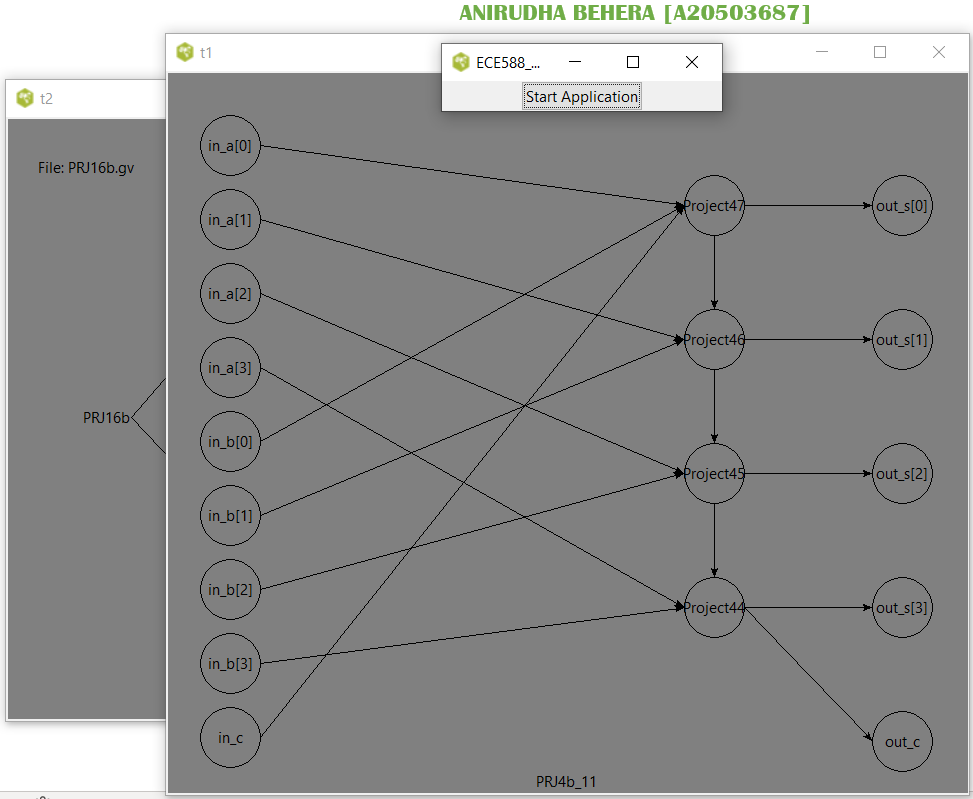 ANIRUDHA BEHERA [A20503687]
t1
ECE588_...
Start Application
t2
File: PRJ16b.gv
PRJ16b
in_a[0]
in_a[1]
in_a[2]
in_a[3]
in_b[0]
in_b[1]
in_b[2]
in_b[3]
in_c
Project47
Project46
Project45
Project44
out_s[0]
out_s[1]
out_s[2]
out_s[3]
out_c
PRJ4b_11